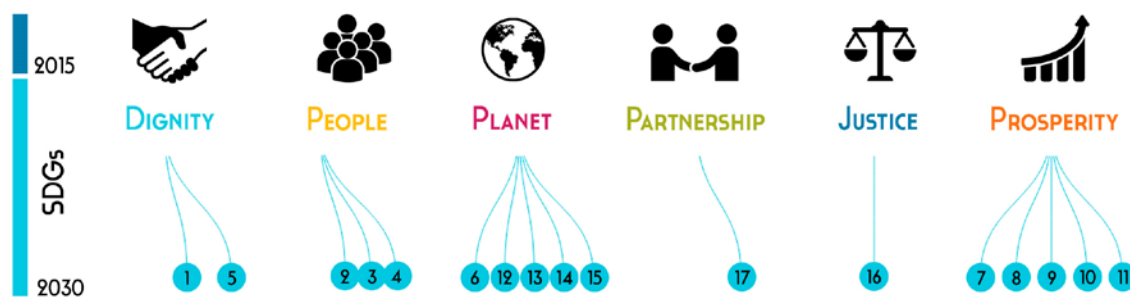 2015
DIGNITY PEOPLE PLANET PARTNERSHIP JUSTICE PROSPERITY
SDGs
1 5 2 3 4 6 12 13 14 15 17 16 7 8 9 10 11
2030